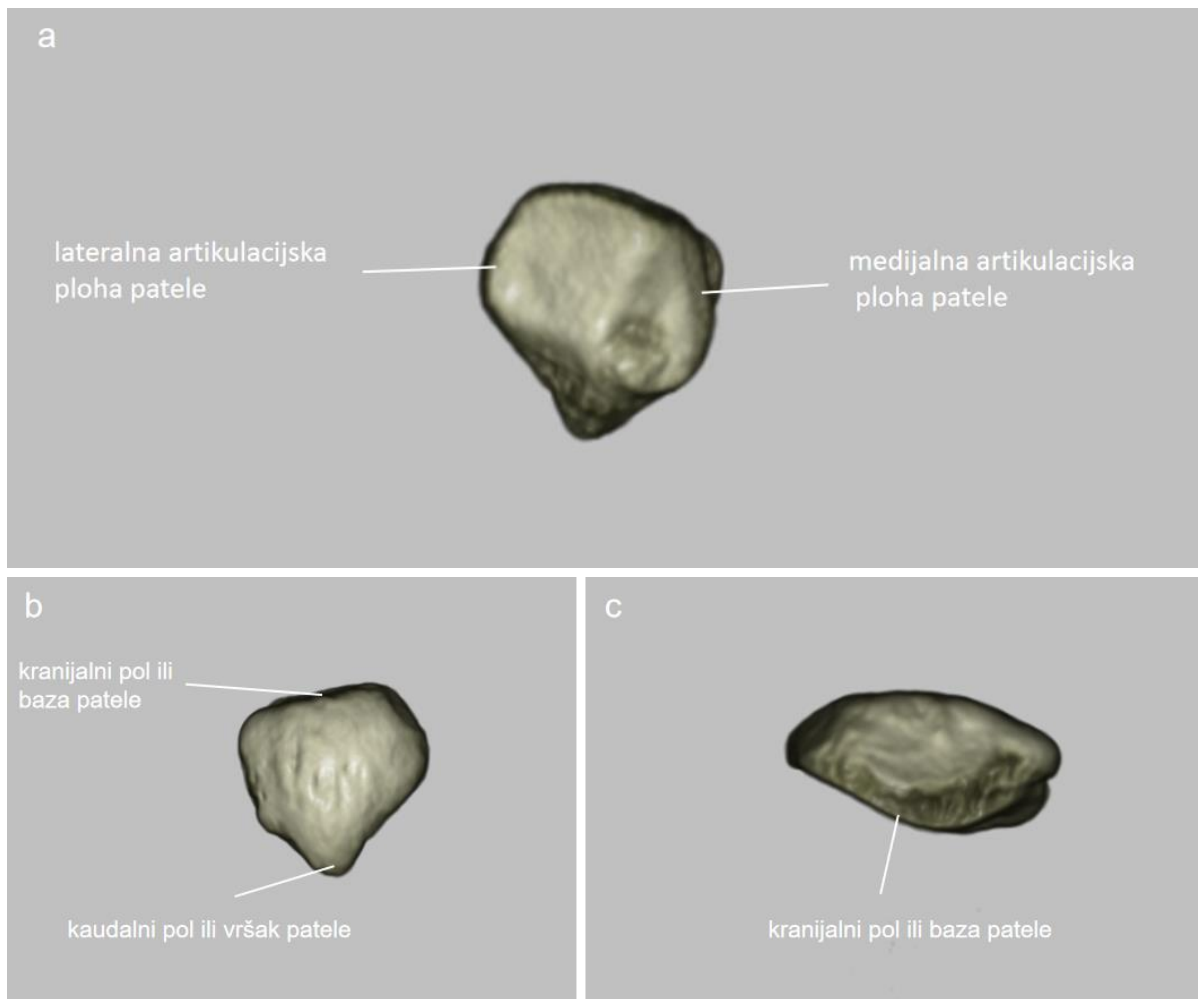 a
lateralna artikulacijska
ploha patele
medijalna artikulacijska
ploha patele
b
kranijalni pol ili
baza patele
kaudalni pol ili vršak patele
c
kranijalni pol ili baza patele